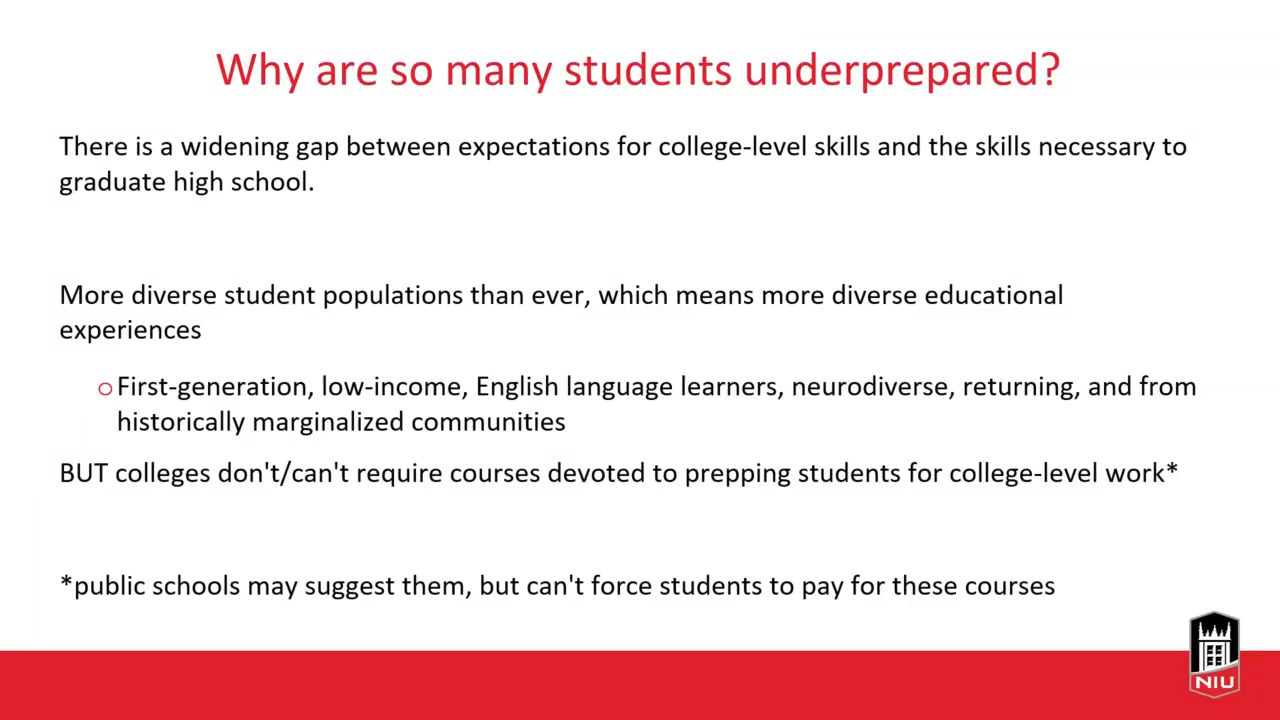 Why are so many students underprepared?
There is a widening gap between expectations for college-level skills and the skills necessary to
graduate high school.
More diverse student populations than ever, which means more diverse educational
experiences
○First-generation, low-income, English language learners, neurodiverse, returning, and from
historically marginalized communities
BUT colleges don't/can't require courses devoted to prepping students for college-level work*
*public schools may suggest them, but can't force students to pay for these courses
NIU